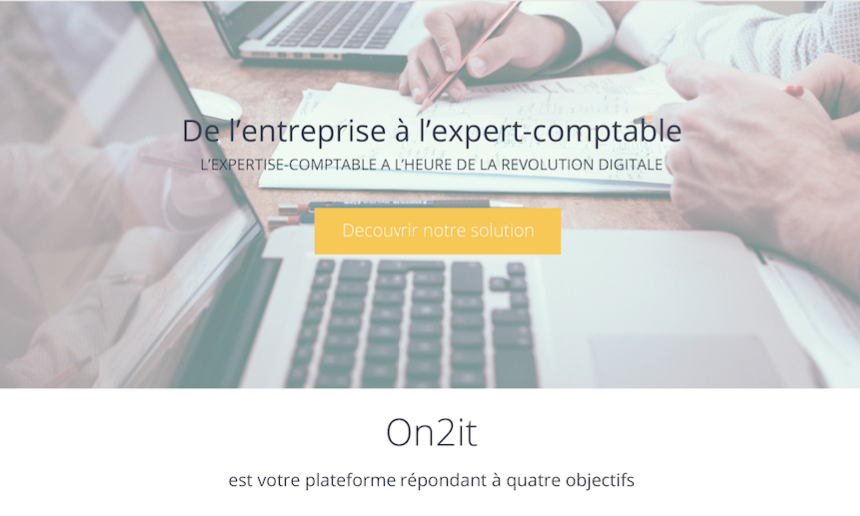 De l'entreprise à l'expert-comptable
L'EXPERTISE-COMPTABLE A L'HEURE DE LA REVOLUTION DIGITALE
Decouvrir notre solution
On2it
est votre plateforme répondant à quatre objectifs